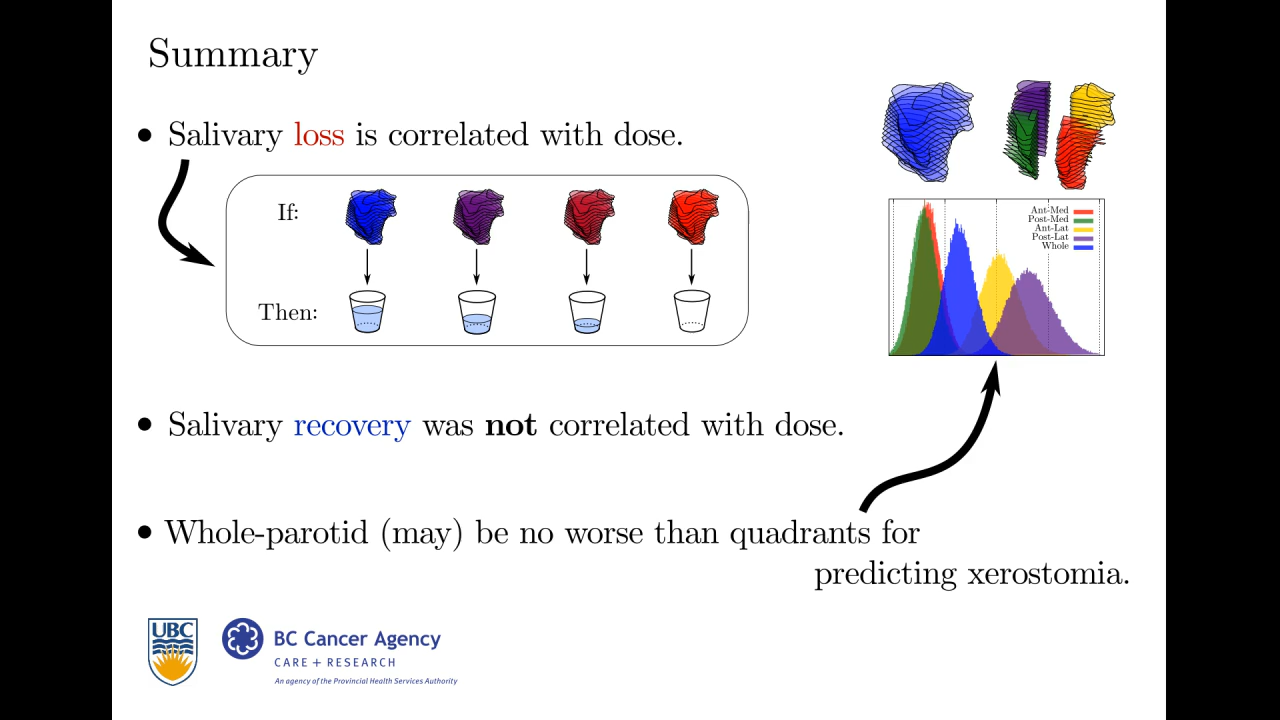 Summary
• Salivary loss is correlated with dose.
If:
Then:
Ant-Med
Post-Med
Ant-Lat
Post-Lat
Whole
• Salivary recovery was not correlated with dose.
• Whole-parotid (may) be no worse than quadrants for
predicting xerostomia.
UBC
BC Cancer Agency
CARE + RESEARCH
An agency of the Provincial Health Services Authority